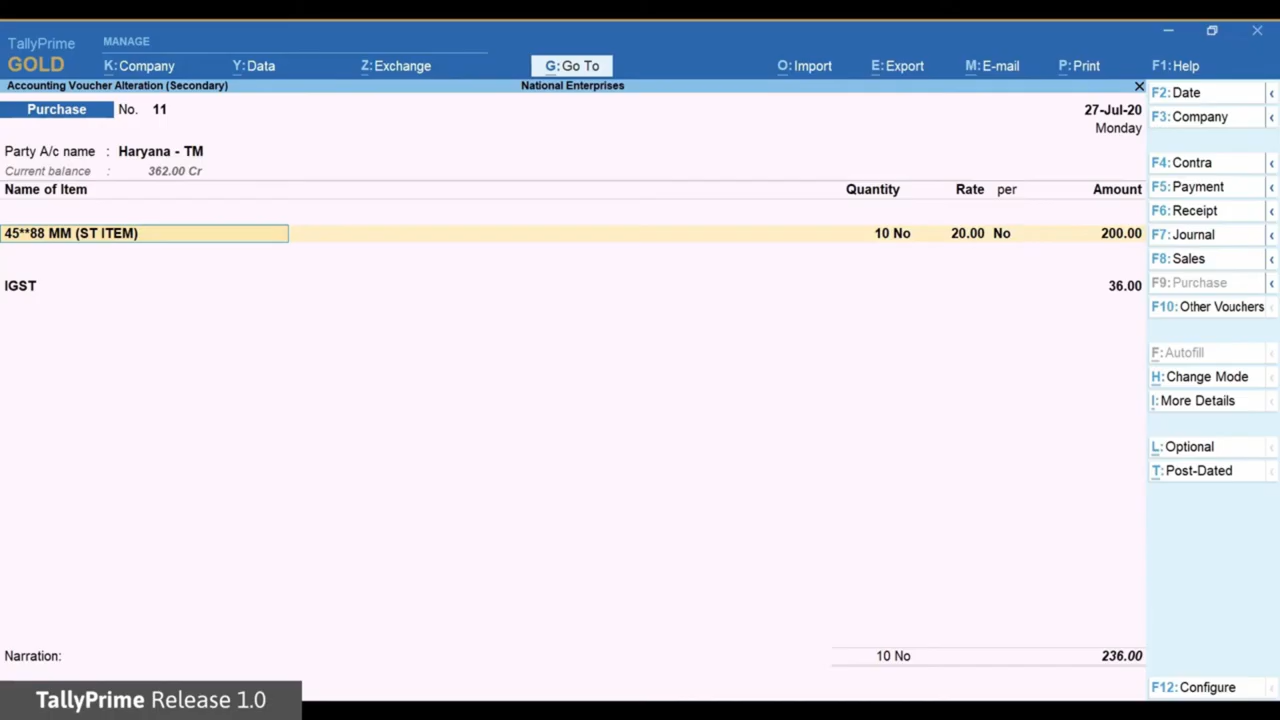 TallyPrime MANAGE
GOLD K:Company Y:Data Z:Exchange G:Go To O:Import E:Export M:E-mail P:Print F1:Help
Accounting Voucher Alteration (Secondary) National Enterprises
Purchase No. 11 27-Jul-20
Monday
Party A/c name : Haryana - TM
Current balance : 362.00 Cr
Name of Item Quantity Rate per Amount
45**88 MM (ST ITEM) 10 No 20.00 No 200.00
IGST 36.00
Narration: 10 No 236.00
F2:Date
F3:Company
F4:Contra
F5:Payment
F6:Receipt
F7:Journal
F8:Sales
F9:Purchase
F10:Other Vouchers
F:Autofill
H:Change Mode
I:More Details
L:Optional
T:Post-Dated
F12:Configure
TallyPrime Release 1.0